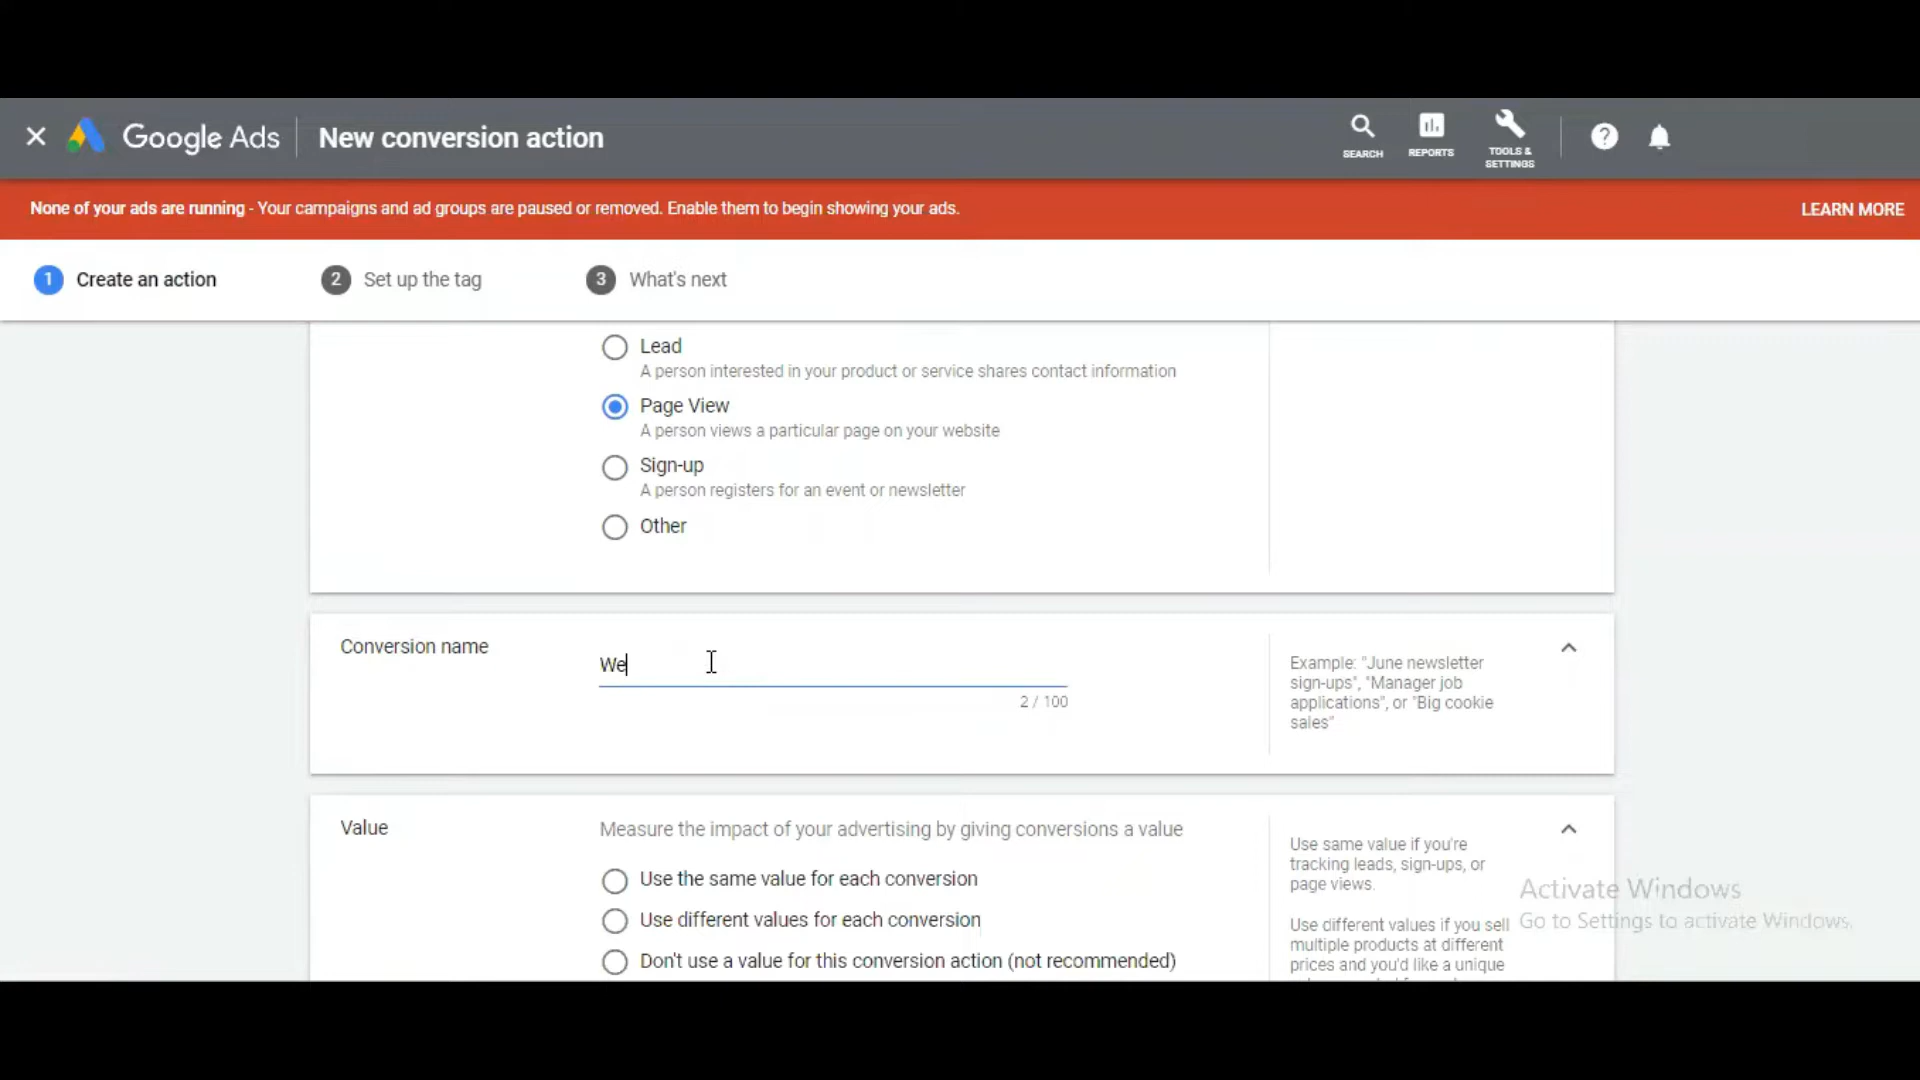 Google Ads
New conversion action
SEARCH
REPORTS
TOOLS &
SETTINGS
None of your ads are running - Your campaigns and ad groups are paused or removed. Enable them to begin showing your ads.
LEARN MORE
1 Create an action
2 Set up the tag
3 What's next
Lead
A person interested in your product or service shares contact information
Page View
A person views a particular page on your website
Sign-up
A person registers for an event or newsletter
Other
Conversion name
We
2 / 100
Example: "June newsletter
sign-ups", "Manager job
applications", or "Big cookie
sales"
Value
Measure the impact of your advertising by giving conversions a value
Use the same value for each conversion
Use different values for each conversion
Don't use a value for this conversion action (not recommended)
Use same value if you're
tracking leads, sign-ups, or
page views.
Use different values if you sell
multiple products at different
prices and you'd like a unique
Activate Windows
Go to Settings to activate Windows.